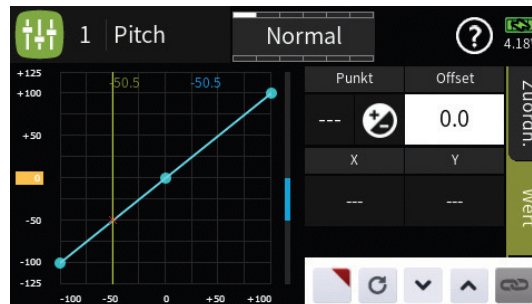 1 Pitch
Normal
?
4.18
+125
+100
+50
0
-50
-100
-125
-50.5
-50.5
-100
-50
0
+50
+100
Punkt
Offset
---
0.0
X
Y
---
---
Zuordn.
Wert